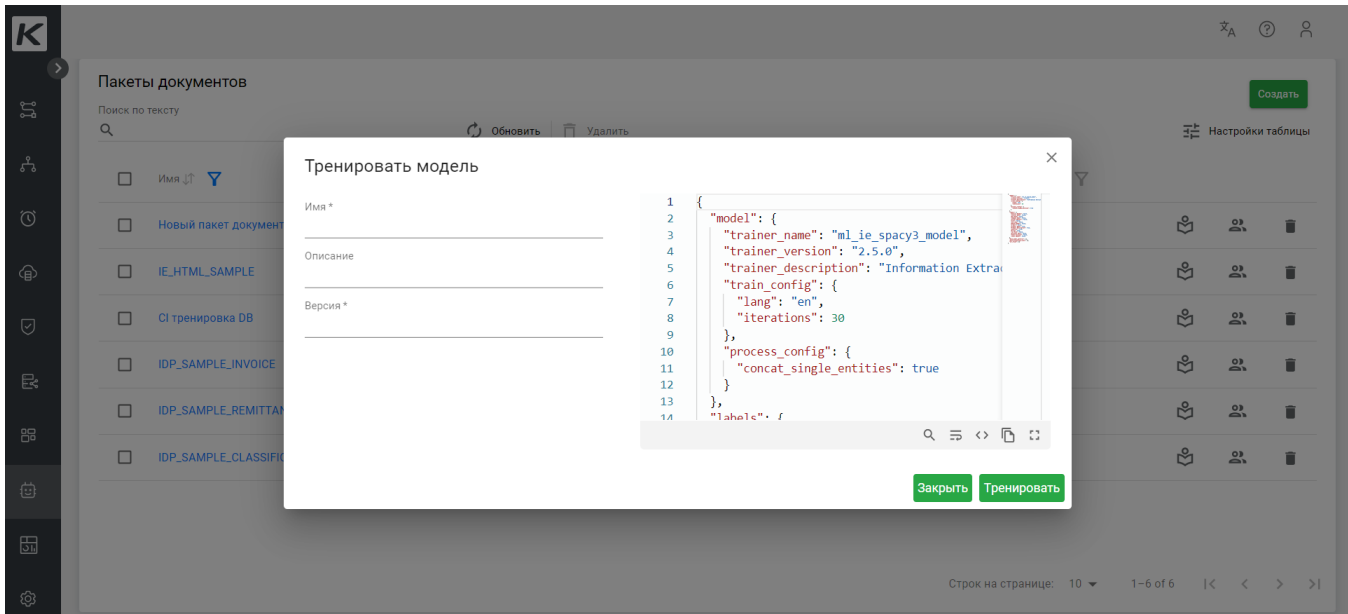 K
Пакеты документов
Создать
Поиск по тексту
Обновить
Удалить
Настройки таблицы
Имя
Новый пакет документ
IE_HTML_SAMPLE
CI тренировка DB
IDP_SAMPLE_INVOICE
IDP_SAMPLE_REMITTAN
IDP_SAMPLE_CLASSIFIC
Тренировать модель
Имя *
Описание
Версия *
1 {
2 "model": {
3 "trainer_name": "ml_ie_spacy3_model",
4 "trainer_version": "2.5.0",
5 "trainer_description": "Information Extrac
6 "train_config": {
7 "lang": "en",
8 "iterations": 30
9 },
10 "process_config": {
11 "concat_single_entities": true
12 }
13 },
14 "labels": {
Закрыть
Тренировать
Строк на странице: 10 1–6 of 6